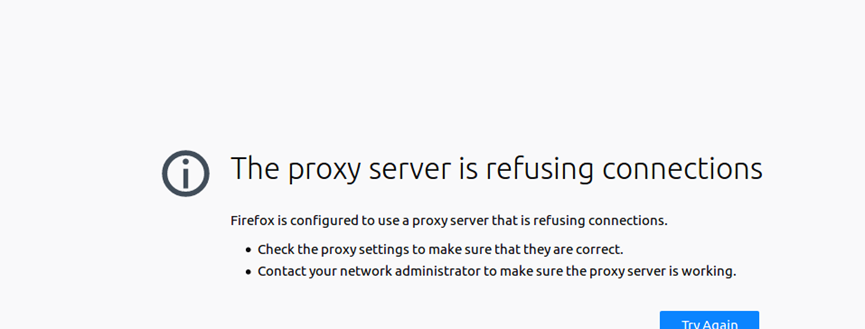 The proxy server is refusing connections
Firefox is configured to use a proxy server that is refusing connections.
• Check the proxy settings to make sure that they are correct.
• Contact your network administrator to make sure the proxy server is working.
Try Again